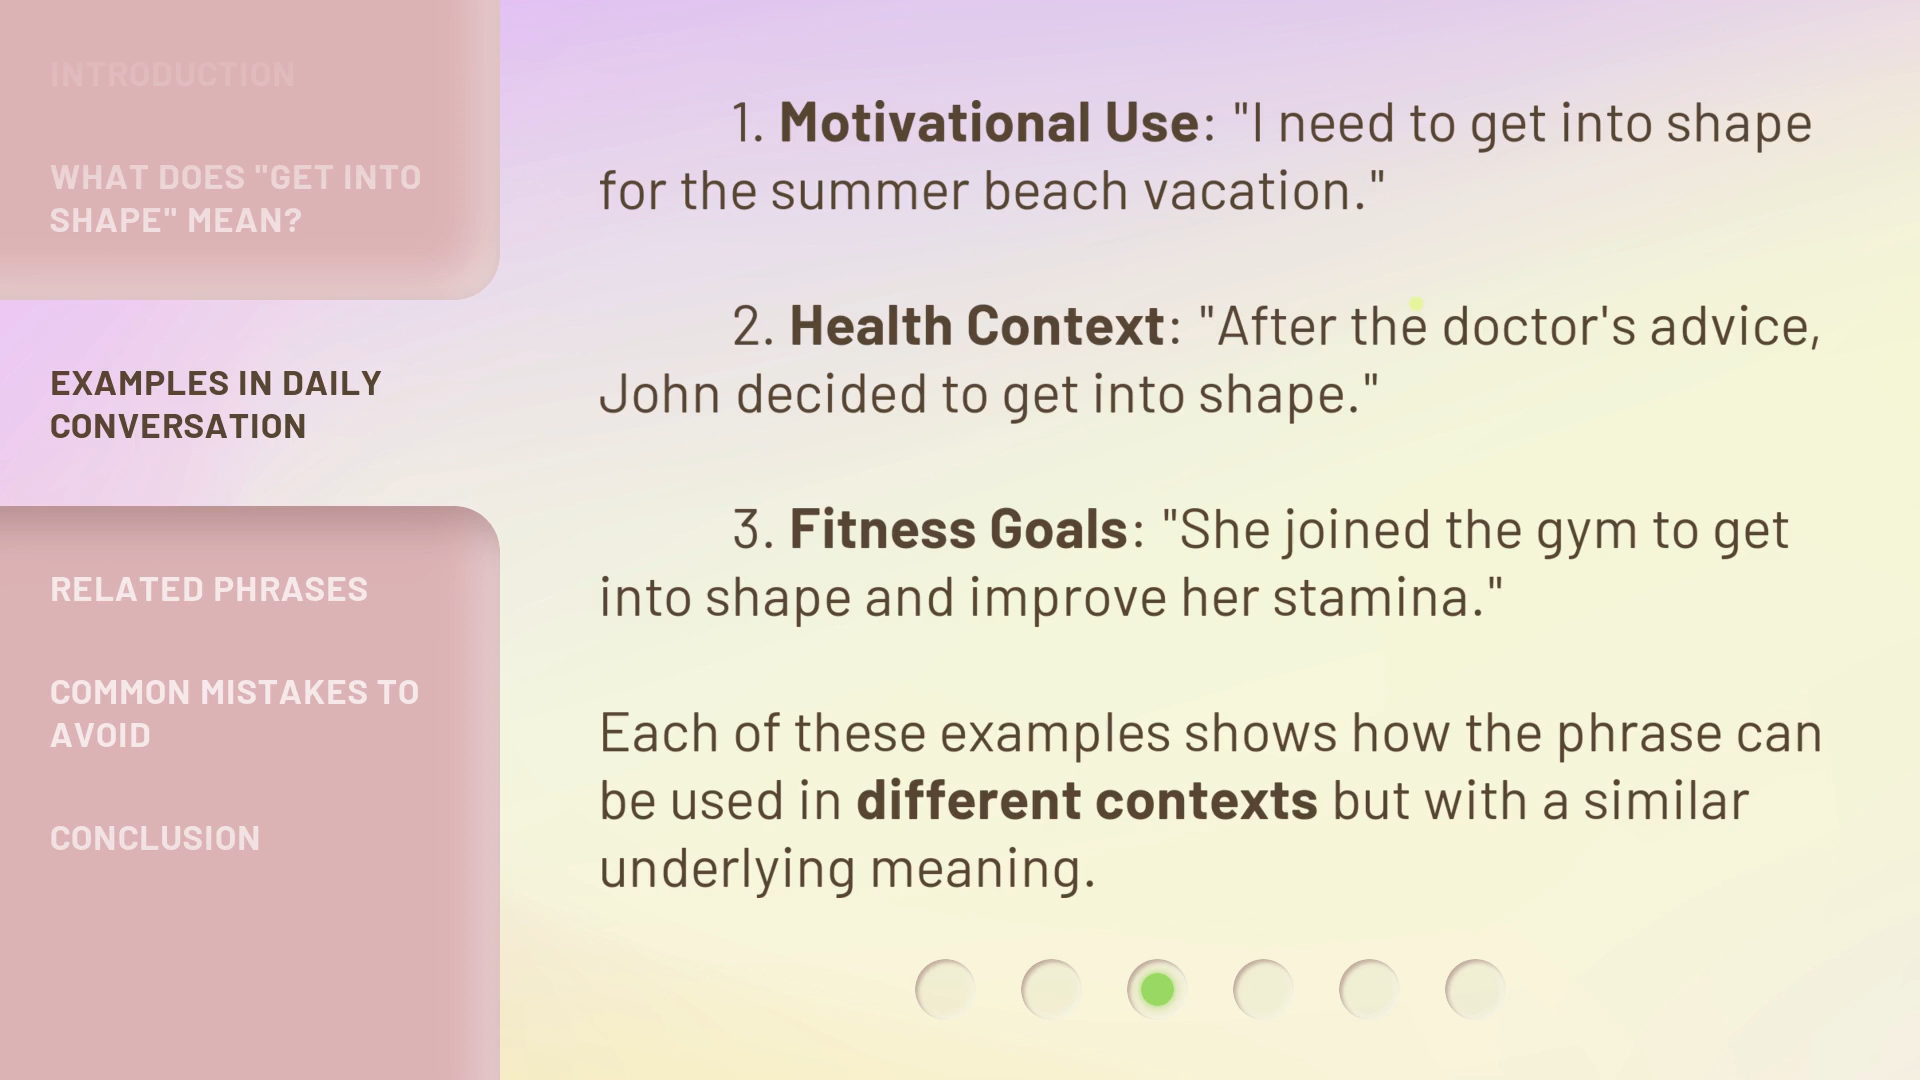 INTRODUCTION
WHAT DOES "GET INTO
SHAPE" MEAN?
EXAMPLES IN DAILY
CONVERSATION
RELATED PHRASES
COMMON MISTAKES TO
AVOID
CONCLUSION
1. Motivational Use: "I need to get into shape
for the summer beach vacation."
2. Health Context: "After the doctor's advice,
John decided to get into shape."
3. Fitness Goals: "She joined the gym to get
into shape and improve her stamina."
Each of these examples shows how the phrase can
be used in different contexts but with a similar
underlying meaning.